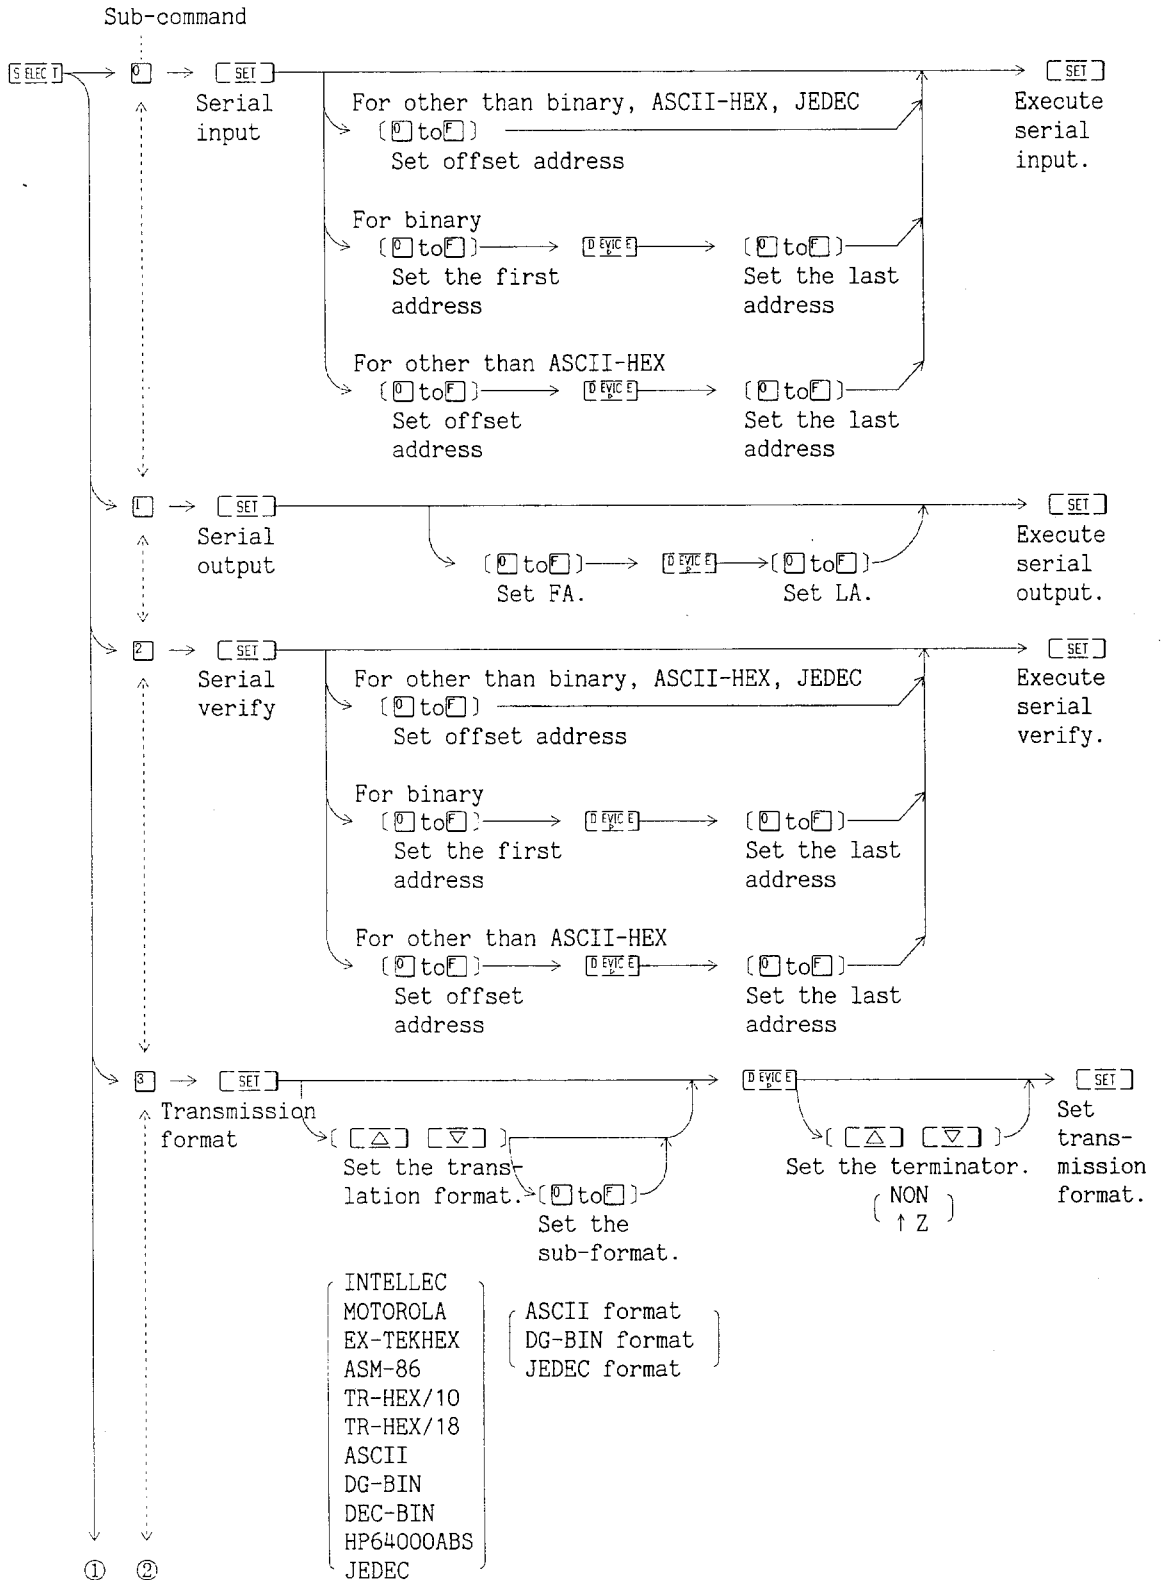 Sub-command
SELECT 0 SET SET
For other than binary, ASCII-HEX, JEDEC
Serial
input
(0 to F)
Set offset address
Execute
serial
input.
For binary
(0 to F) DEVICE (0 to F)
Set the first
address
Set the last
address
For other than ASCII-HEX
(0 to F) DEVICE (0 to F)
Set offset
address
Set the last
address
1 SET SET
Serial
output
(0 to F) DEVICE (0 to F)
Set FA. Set LA.
Execute
serial
output.
2 SET SET
Serial
verify
For other than binary, ASCII-HEX, JEDEC
(0 to F)
Set offset address
Execute
serial
verify.
For binary
(0 to F) DEVICE (0 to F)
Set the first
address
Set the last
address
For other than ASCII-HEX
(0 to F) DEVICE (0 to F)
Set offset
address
Set the last
address
3 SET DEVICE SET
Transmission
format
( △ ▽ )
Set the trans-
lation format.
(0 to F)
Set the
sub-format.
( △ ▽ )
Set the terminator.
NON
↑ Z
Set
trans-
mission
format.
INTELLEC
MOTOROLA
EX-TEKHEX
ASM-86
TR-HEX/10
TR-HEX/18
ASCII
DG-BIN
DEC-BIN
HP64000ABS
JEDEC
ASCII format
DG-BIN format
JEDEC format
① ②